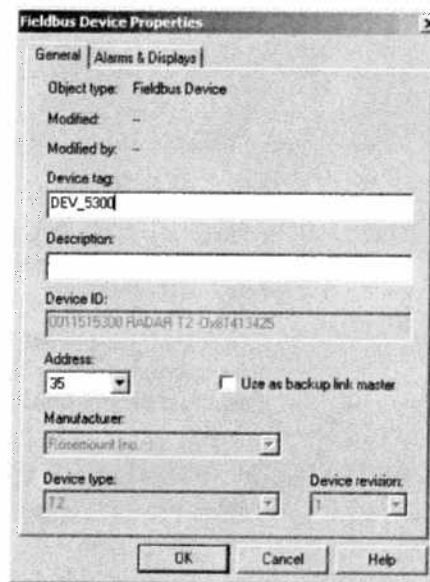 Fieldbus Device Properties
General Alarms & Displays
Object type: Fieldbus Device
Modified: --
Modified by: --
Device tag:
DEV_5300
Description:
Device ID:
0011515300 RADAR T2 -0x81413425
Address:
35 Use as backup link master
Manufacturer:
Rosemount Inc.
Device type: Device revision:
T2 1
OK Cancel Help